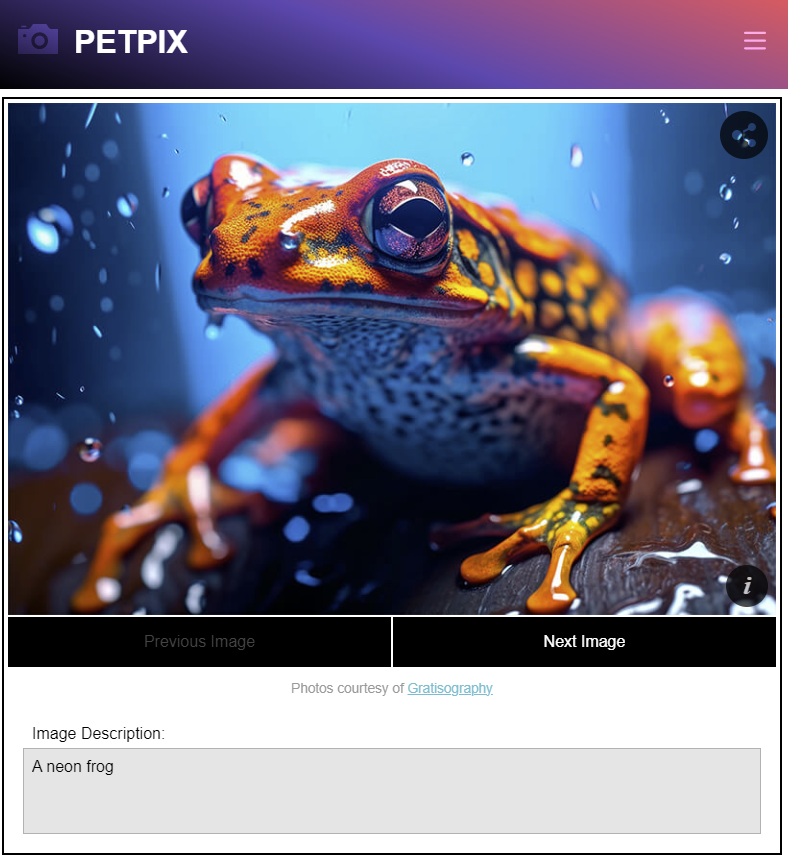 PETPIX
i
Previous Image
Next Image
Photos courtesy of Gratisography
Image Description:
A neon frog